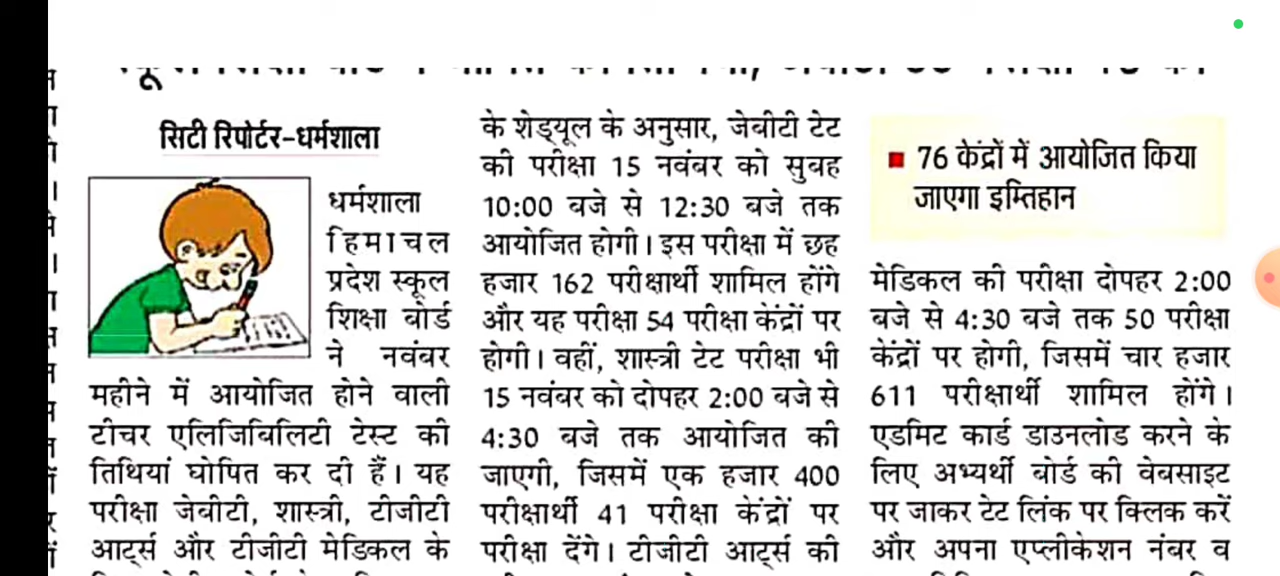 सिटी रिपोर्टर-धर्मशाला
धर्मशाला
हिमाचल
प्रदेश स्कूल
शिक्षा बोर्ड
ने नवंबर
महीने में आयोजित होने वाली
टीचर एलिजिबिलिटी टेस्ट की
तिथियां घोषित कर दी हैं। यह
परीक्षा जेबीटी, शास्त्री, टीजीटी
आर्ट्स और टीजीटी मेडिकल के
के शेड्यूल के अनुसार, जेबीटी टेट
की परीक्षा 15 नवंबर को सुबह
10:00 बजे से 12:30 बजे तक
आयोजित होगी। इस परीक्षा में छह
हजार 162 परीक्षार्थी शामिल होंगे
और यह परीक्षा 54 परीक्षा केंद्रों पर
होगी। वहीं, शास्त्री टेट परीक्षा भी
15 नवंबर को दोपहर 2:00 बजे से
4:30 बजे तक आयोजित की
जाएगी, जिसमें एक हजार 400
परीक्षार्थी 41 परीक्षा केंद्रों पर
परीक्षा देंगे। टीजीटी आर्ट्स की
76 केंद्रों में आयोजित किया
जाएगा इम्तिहान
मेडिकल की परीक्षा दोपहर 2:00
बजे से 4:30 बजे तक 50 परीक्षा
केंद्रों पर होगी, जिसमें चार हजार
611 परीक्षार्थी शामिल होंगे।
एडमिट कार्ड डाउनलोड करने के
लिए अभ्यर्थी बोर्ड की वेबसाइट
पर जाकर टेट लिंक पर क्लिक करें
और अपना एप्लीकेशन नंबर व